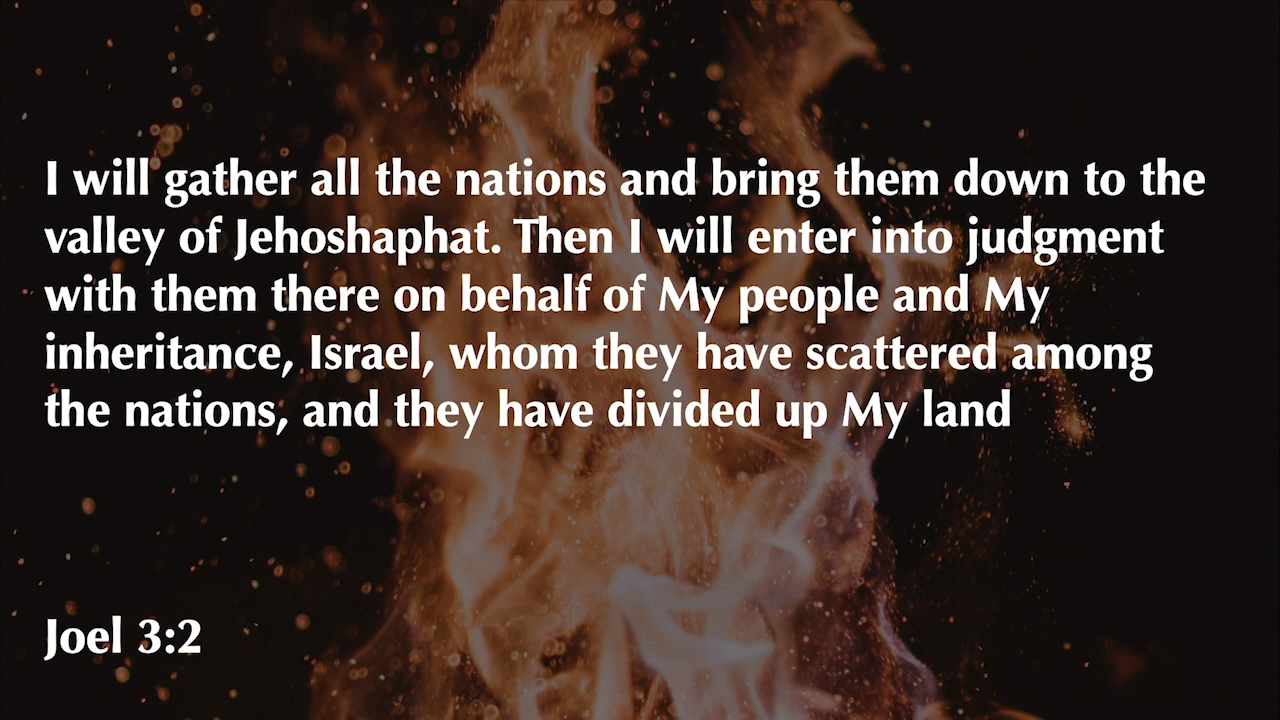 I will gather all the nations and bring them down to the
valley of Jehoshaphat. Then I will enter into judgment
with them there on behalf of My people and My
inheritance, Israel, whom they have scattered among
the nations, and they have divided up My land
Joel 3:2